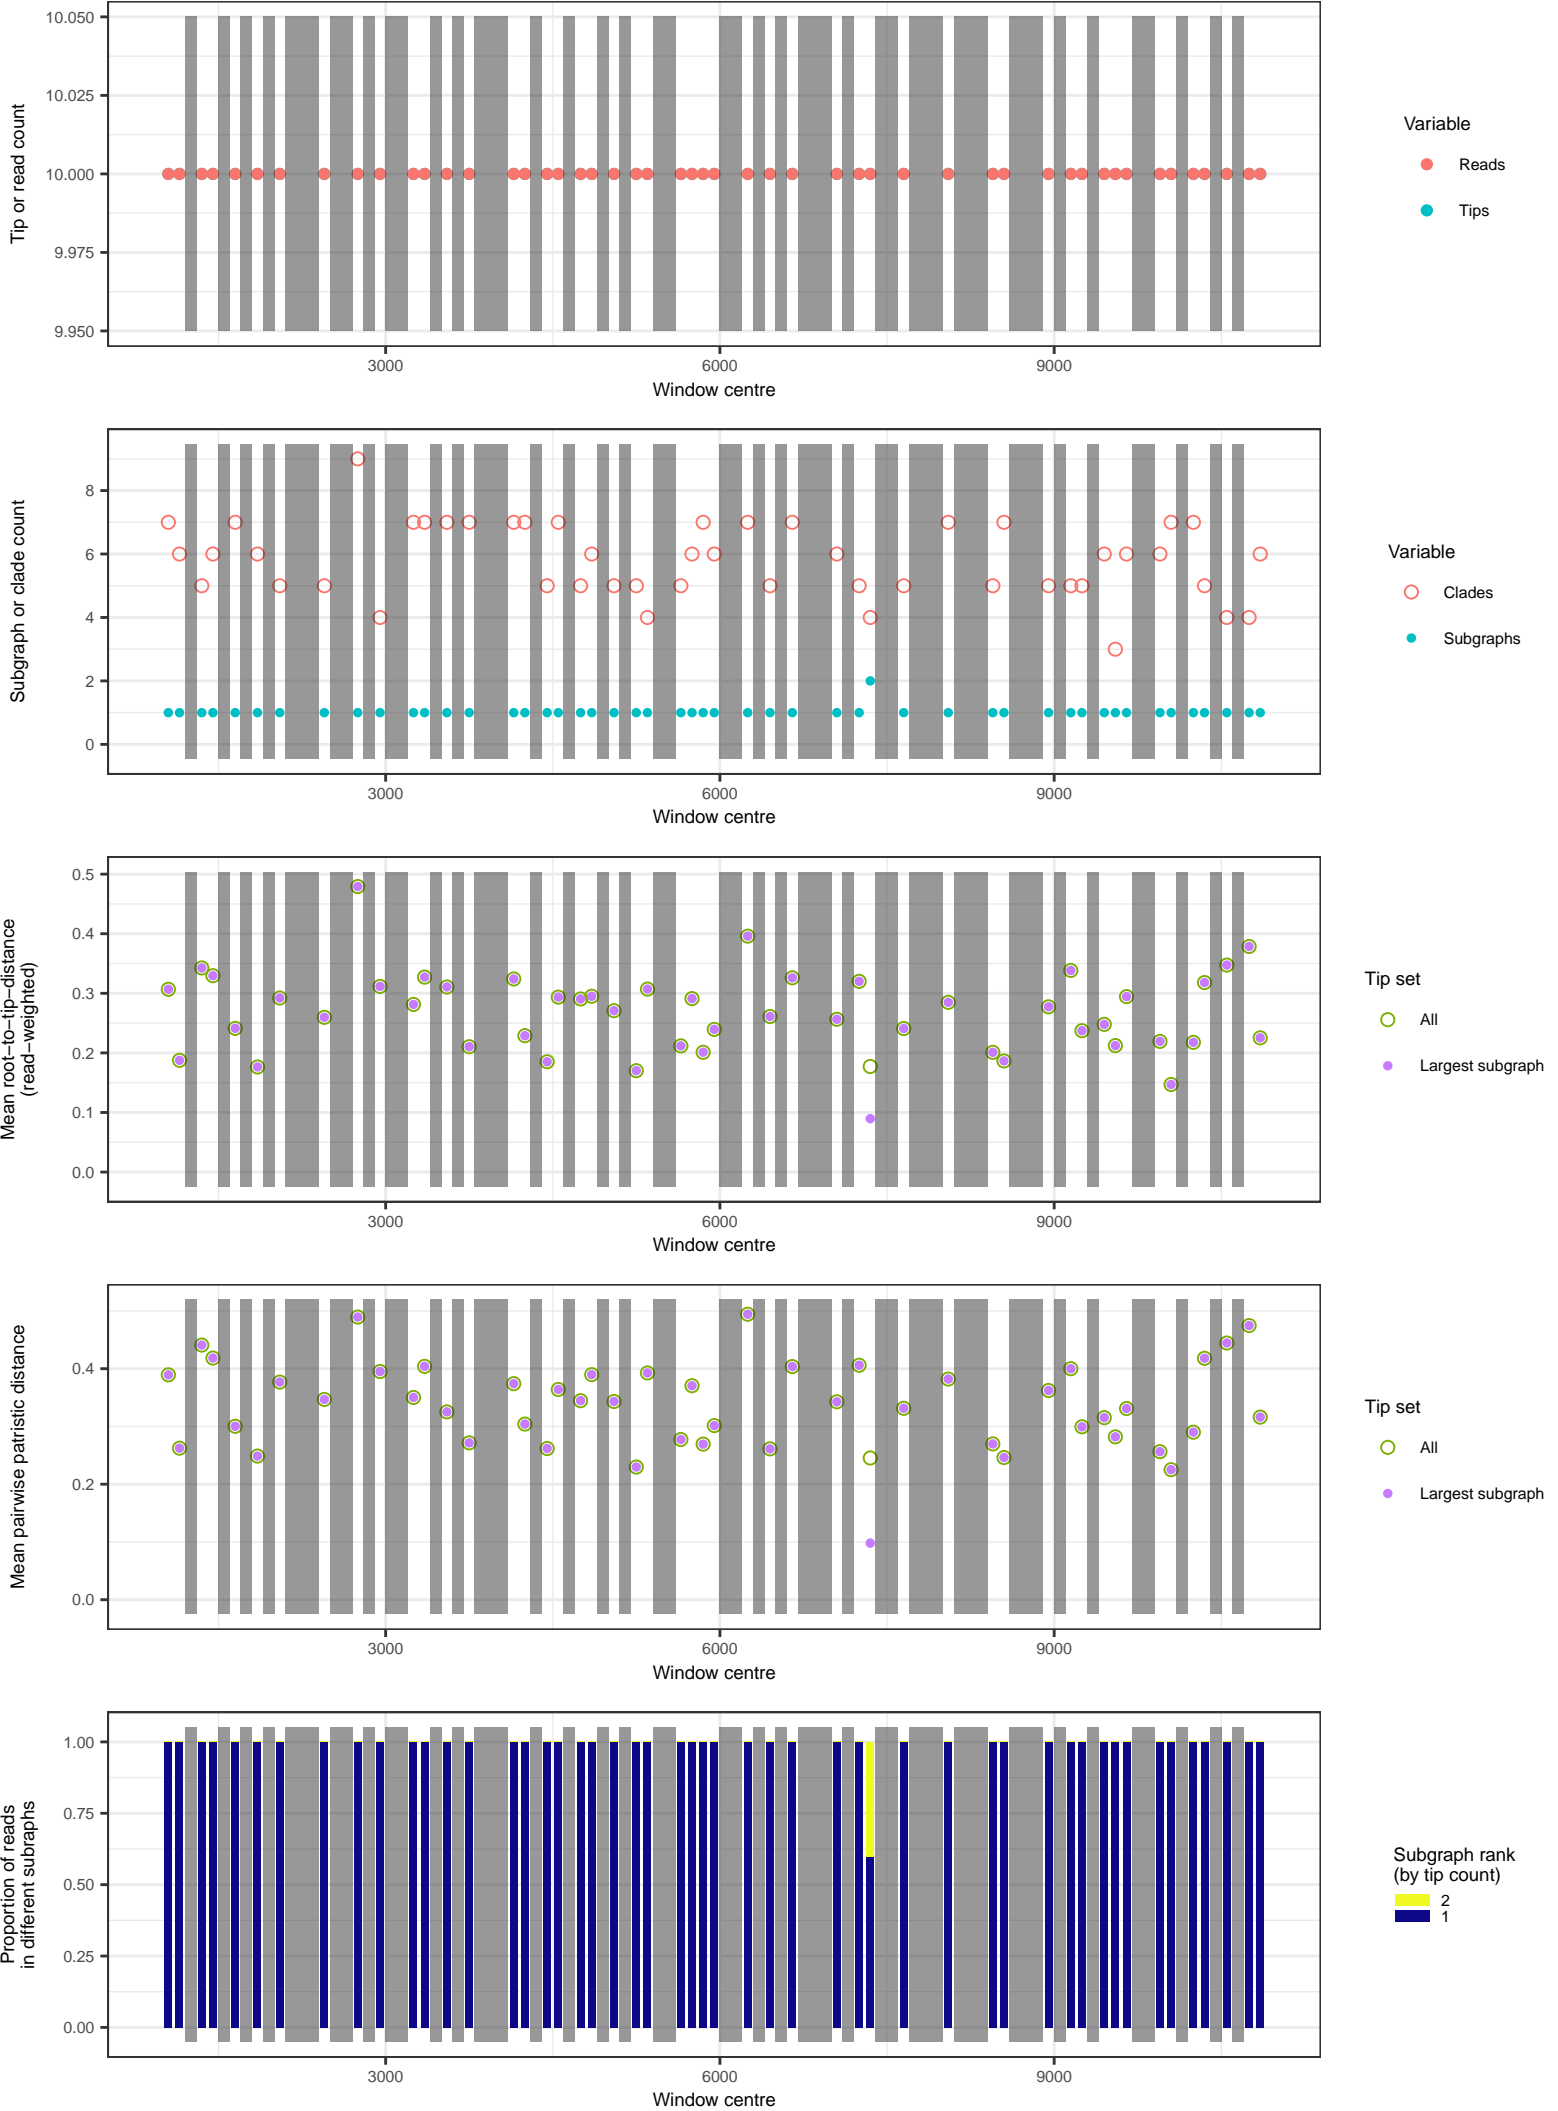 10.050
10.025
10.000
9.975
9.950
Tip or read count
3000
6000
9000
Window centre
Variable
Reads
Tips
8
6
4
2
0
Subgraph or clade count
3000
6000
9000
Window centre
Variable
Clades
Subgraphs
0.5
0.4
0.3
0.2
0.1
0.0
Mean root−to−tip−distance
(read−weighted)
3000
6000
9000
Window centre
Tip set
All
Largest subgraph
0.4
0.2
0.0
Mean pairwise patristic distance
3000
6000
9000
Window centre
Tip set
All
Largest subgraph
1.00
0.75
0.50
0.25
0.00
Proportion of reads
in different subraphs
3000
6000
9000
Window centre
Subgraph rank
(by tip count)
2
1